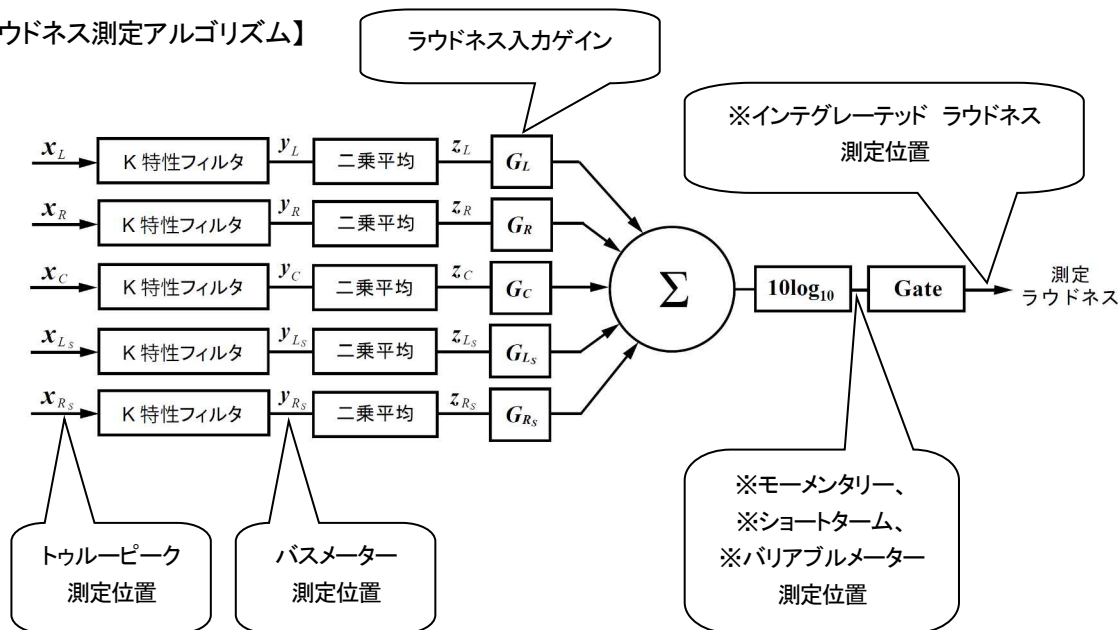 ウドネス測定アルゴリズム】
ラウドネス入力ゲイン
※インテグレーテッド ラウドネス
測定位置
x_L K 特性フィルタ y_L 二乗平均 z_L G_L
x_R K 特性フィルタ y_R 二乗平均 z_R G_R
x_C K 特性フィルタ y_C 二乗平均 z_C G_C
Σ 10log10 Gate 測定
ラウドネス
x_Ls K 特性フィルタ y_Ls 二乗平均 z_Ls G_Ls
x_Rs K 特性フィルタ y_Rs 二乗平均 z_Rs G_Rs
トゥルーピーク
測定位置
バスメーター
測定位置
※モーメンタリー、
※ショートターム、
※バリアブルメーター
測定位置